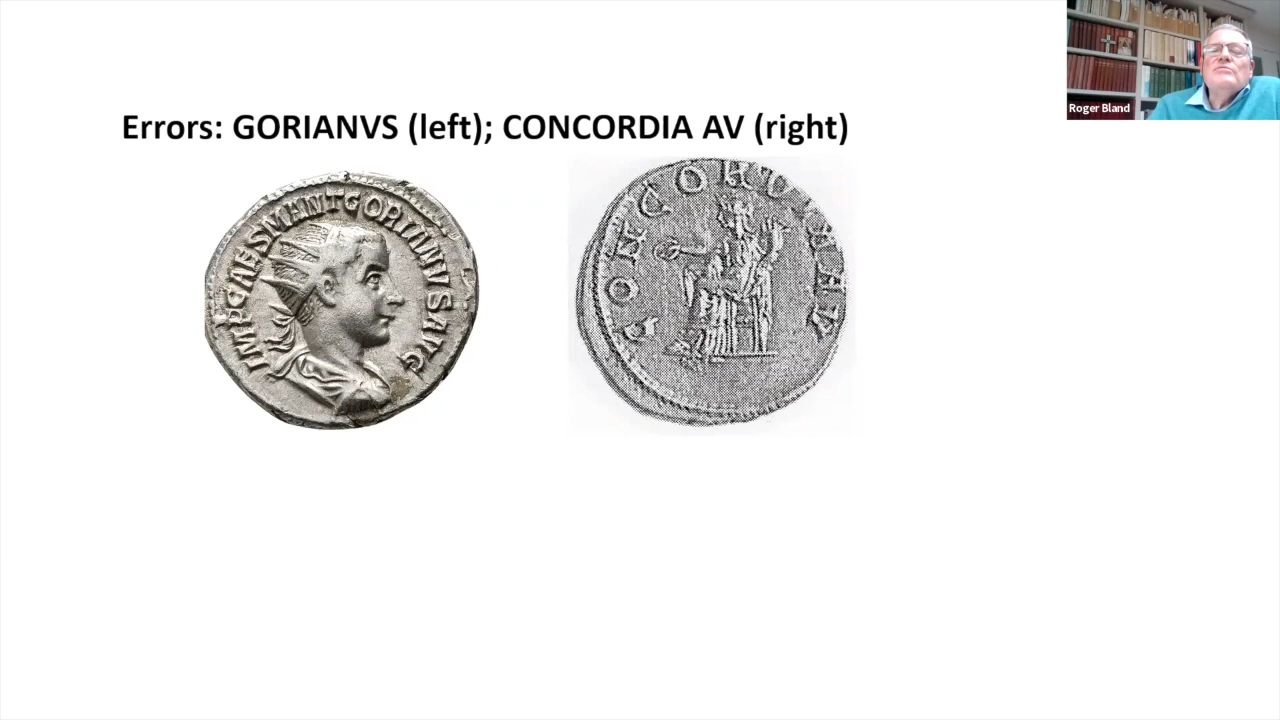 Roger Bland
Errors: GORIANVS (left); CONCORDIA AV (right)
IMPCAESMANTGORIANVSAVG
CONCORDIAAV